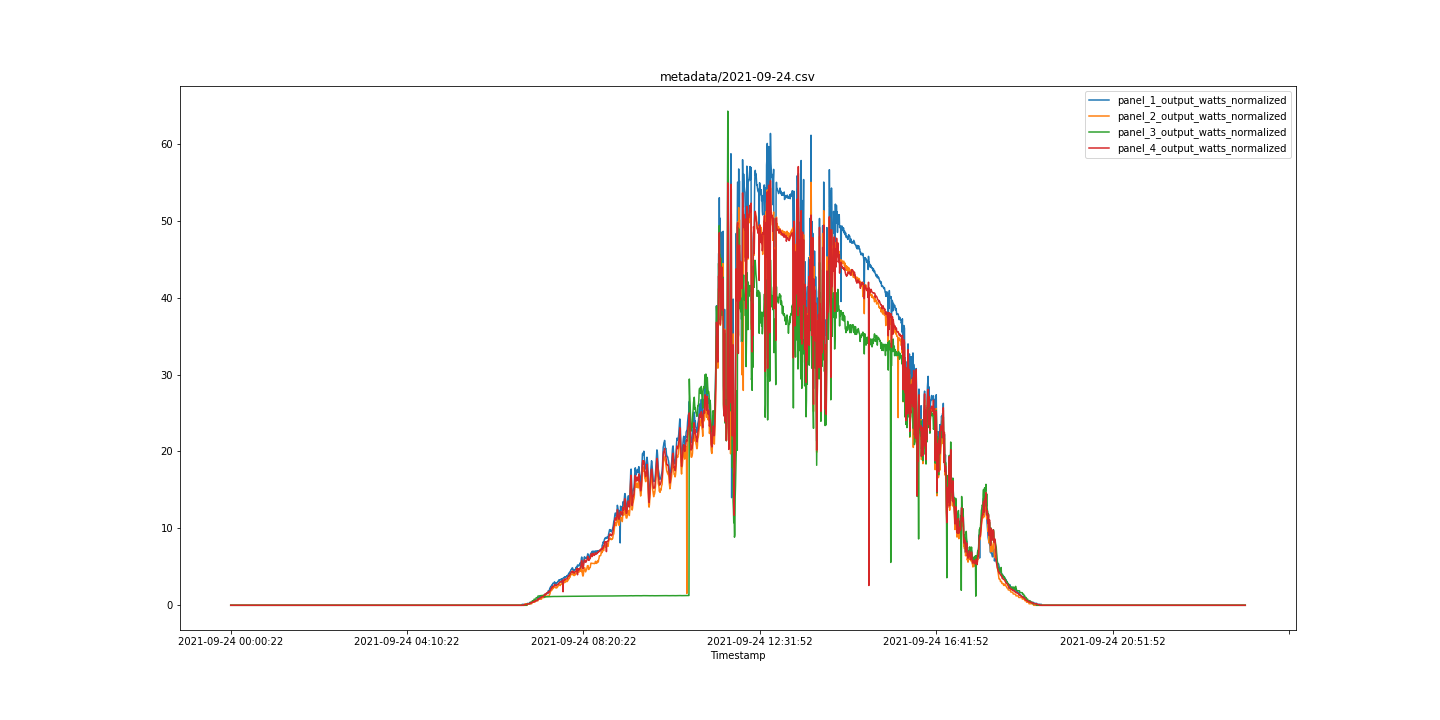 metadata/2021-09-24.csv
panel_1_output_watts_normalized
panel_2_output_watts_normalized
panel_3_output_watts_normalized
panel_4_output_watts_normalized
60
50
40
30
20
10
0
2021-09-24 00:00:22 2021-09-24 04:10:22 2021-09-24 08:20:22 2021-09-24 12:31:52 2021-09-24 16:41:52 2021-09-24 20:51:52
Timestamp